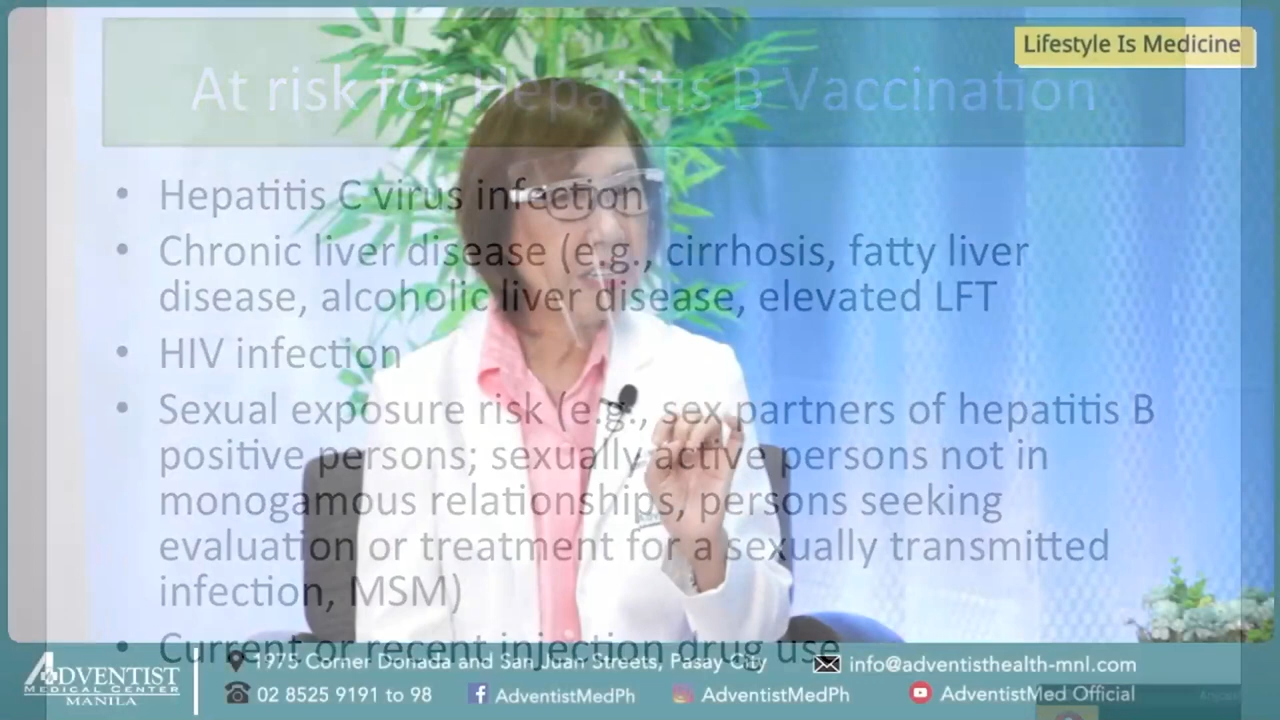 Lifestyle Is Medicine
At risk for Hepatitis B Vaccination
• Hepatitis C virus infection
• Chronic liver disease (e.g., cirrhosis, fatty liver
disease, alcoholic liver disease, elevated LFT
• HIV infection
• Sexual exposure risk (e.g., sex partners of hepatitis B
positive persons; sexually active persons not in
monogamous relationships, persons seeking
evaluation or treatment for a sexually transmitted
infection, MSM)
• Current or recent injection drug use
ADVENTIST
MEDICAL CENTER
MANILA
1975 Corner Donada and San Juan Streets, Pasay City
info@adventisthealth-mnl.com
02 8525 9191 to 98
AdventistMedPh
AdventistMedPh
AdventistMed Official